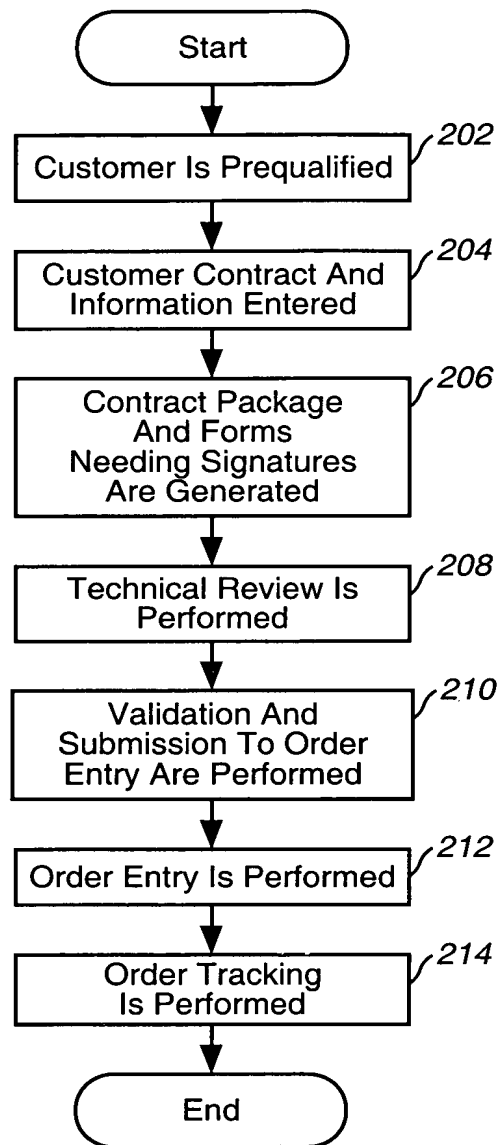 Start
202
Customer Is Prequalified
204
Customer Contract And
Information Entered
206
Contract Package
And Forms
Needing Signatures
Are Generated
208
Technical Review Is
Performed
210
Validation And
Submission To Order
Entry Are Performed
212
Order Entry Is Performed
214
Order Tracking
Is Performed
End